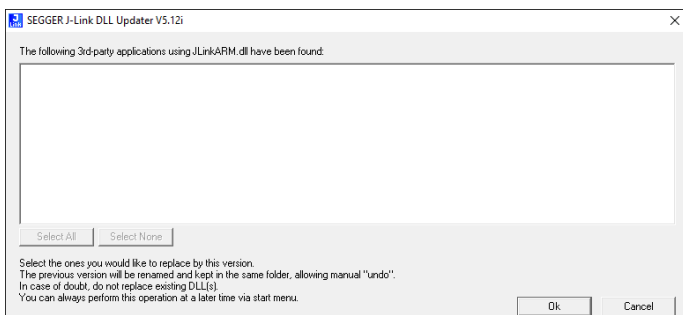 SEGGER J-Link DLL Updater V5.12i
The following 3rd-party applications using JLinkARM.dll have been found:
Select All
Select None
Select the ones you would like to replace by this version.
The previous version will be renamed and kept in the same folder, allowing manual "undo".
In case of doubt, do not replace existing DLL(s).
You can always perform this operation at a later time via start menu.
Ok
Cancel